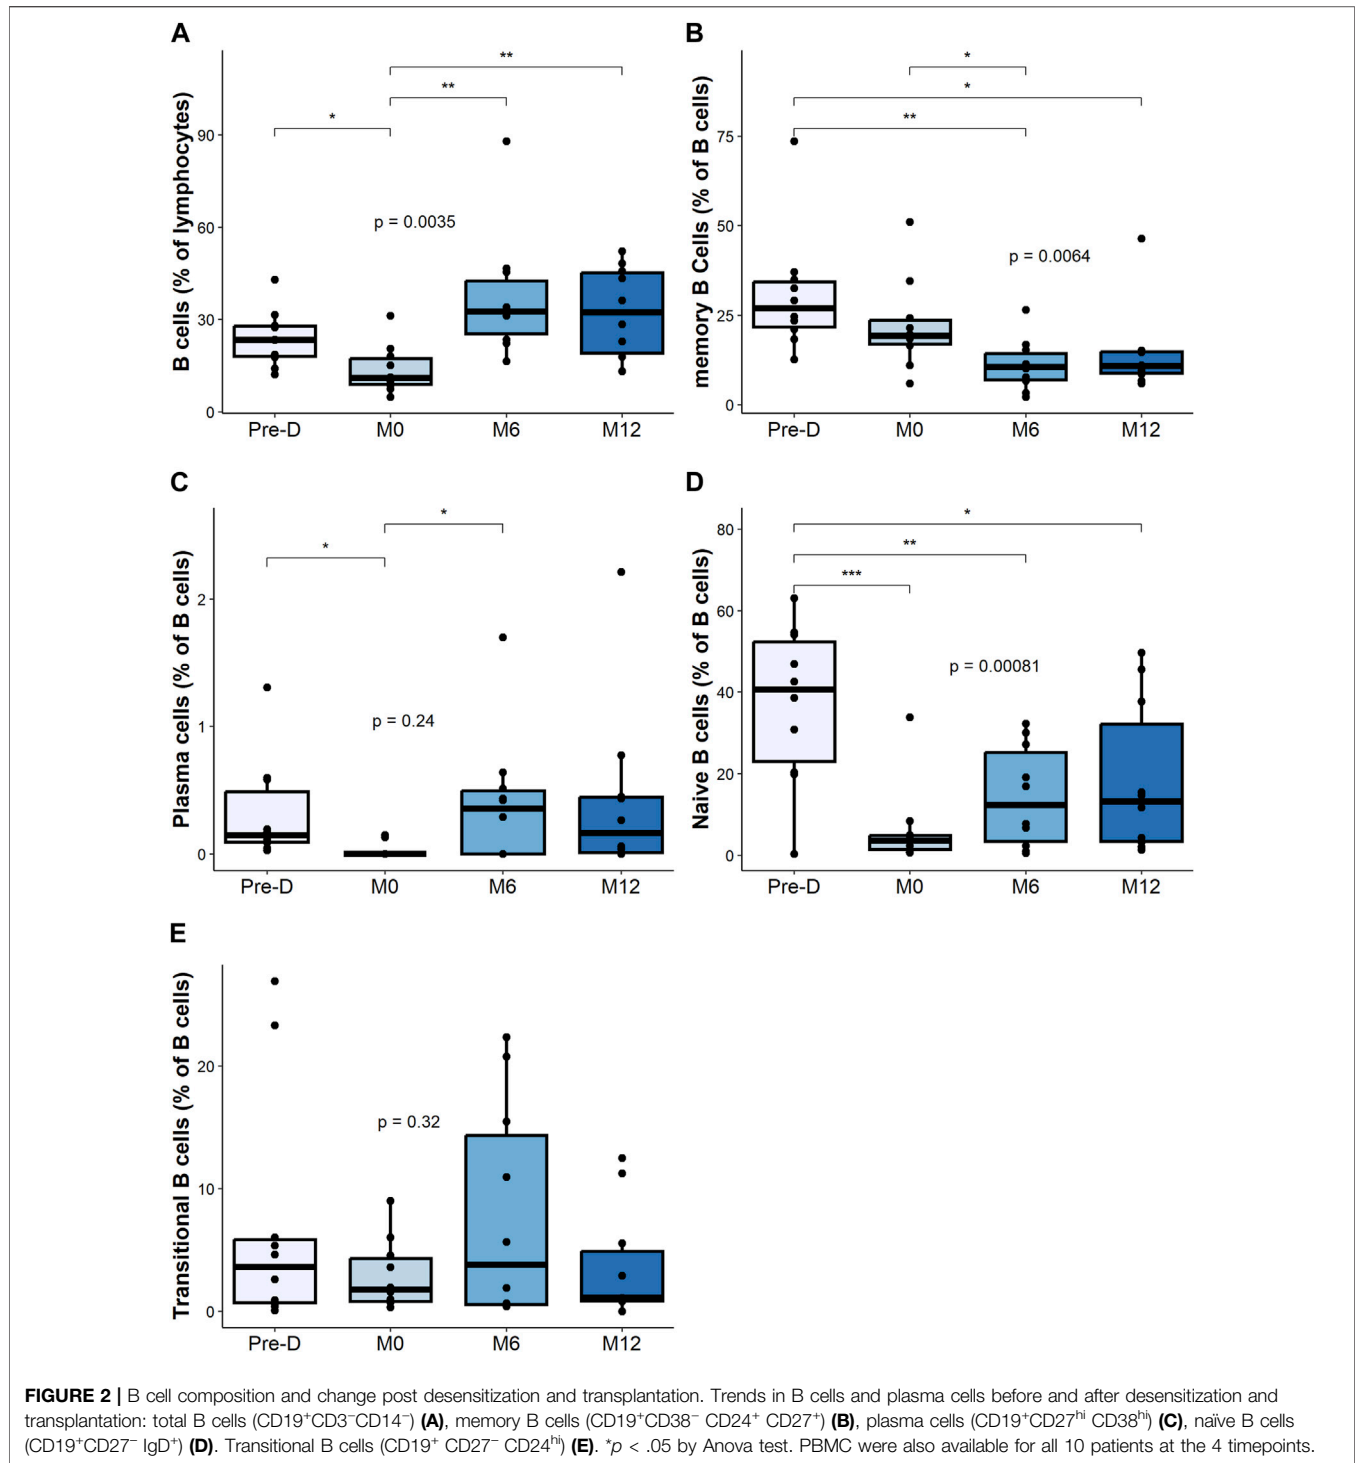 A
B cells (% of lymphocytes)
90
60
30
0
*
**
**
p = 0.0035
Pre-D M0 M6 M12
B
memory B Cells (% of B cells)
75
50
25
0
*
*
**
p = 0.0064
Pre-D M0 M6 M12
C
Plasma cells (% of B cells)
2
1
0
*
*
p = 0.24
Pre-D M0 M6 M12
D
Naive B cells (% of B cells)
80
60
40
20
0
*
**
***
p = 0.00081
Pre-D M0 M6 M12
E
Transitional B cells (% of B cells)
20
10
0
p = 0.32
Pre-D M0 M6 M12
FIGURE 2 | B cell composition and change post desensitization and transplantation. Trends in B cells and plasma cells before and after desensitization and
transplantation: total B cells (CD19⁺CD3⁻CD14⁻) (A), memory B cells (CD19⁺CD38⁻ CD24⁺ CD27⁺) (B), plasma cells (CD19⁺CD27ʰⁱ CD38ʰⁱ) (C), naïve B cells
(CD19⁺CD27⁻ IgD⁺) (D). Transitional B cells (CD19⁺ CD27⁻ CD24ʰⁱ) (E). *p < .05 by Anova test. PBMC were also available for all 10 patients at the 4 timepoints.